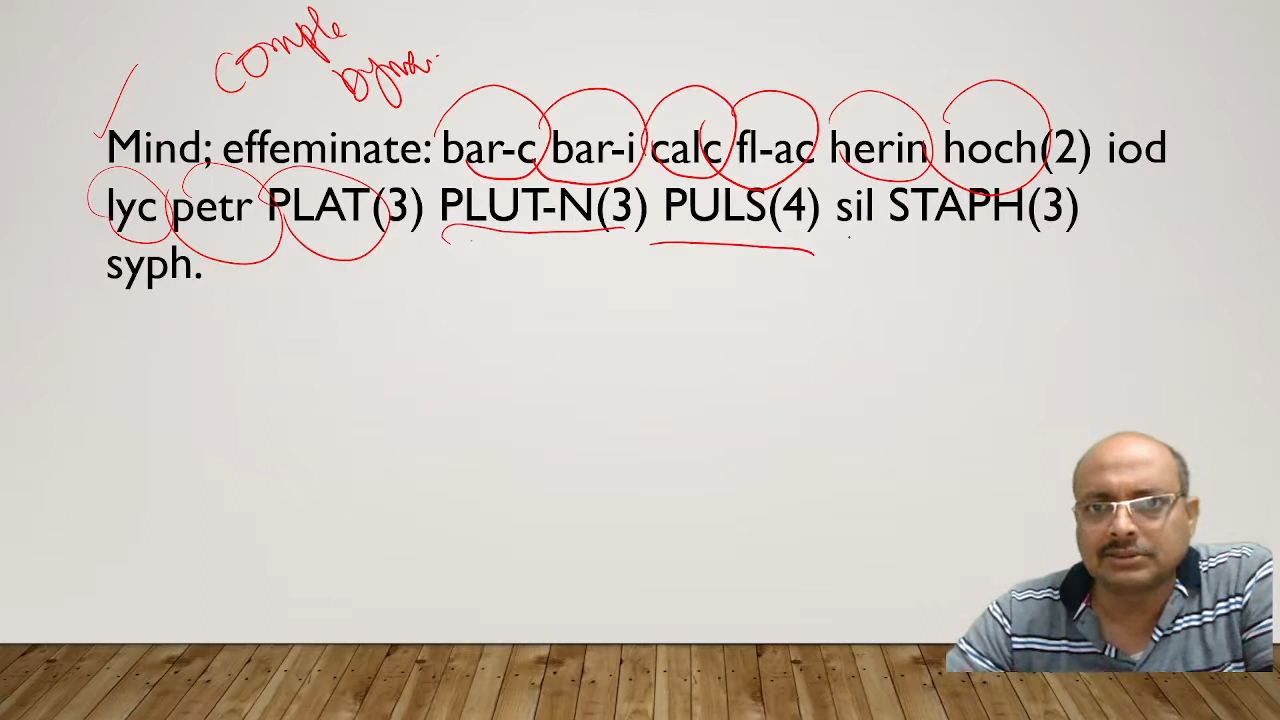 Comple
Mind; effeminate: bar-c bar-i calc fl-ac herin hoch(2) iod
lyc petr PLAT(3) PLUT-N(3) PULS(4) sil STAPH(3)
syph.